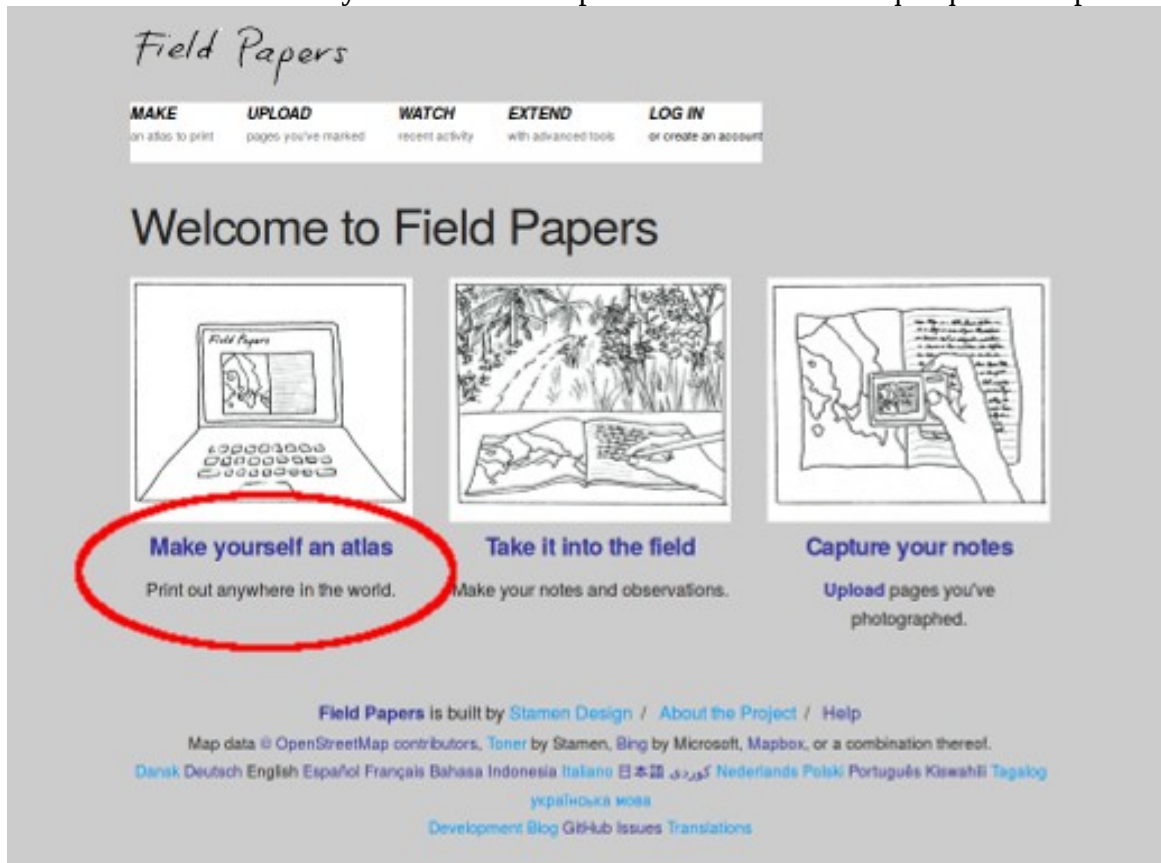 Field Papers
MAKE UPLOAD WATCH EXTEND LOG IN
an atlas to print pages you've marked recent activity with advanced tools or create an account
Welcome to Field Papers
Field Papers
Make yourself an atlas Take it into the field Capture your notes
Print out anywhere in the world. Make your notes and observations. Upload pages you've
photographed.
Field Papers is built by Stamen Design / About the Project / Help
Map data © OpenStreetMap contributors, Toner by Stamen, Bing by Microsoft, Mapbox, or a combination thereof.
Dansk Deutsch English Español Français Bahasa Indonesia Italiano 日本語 كوردی Nederlands Polski Português Kiswahili Tagalog
українська мова
Development Blog GitHub Issues Translations